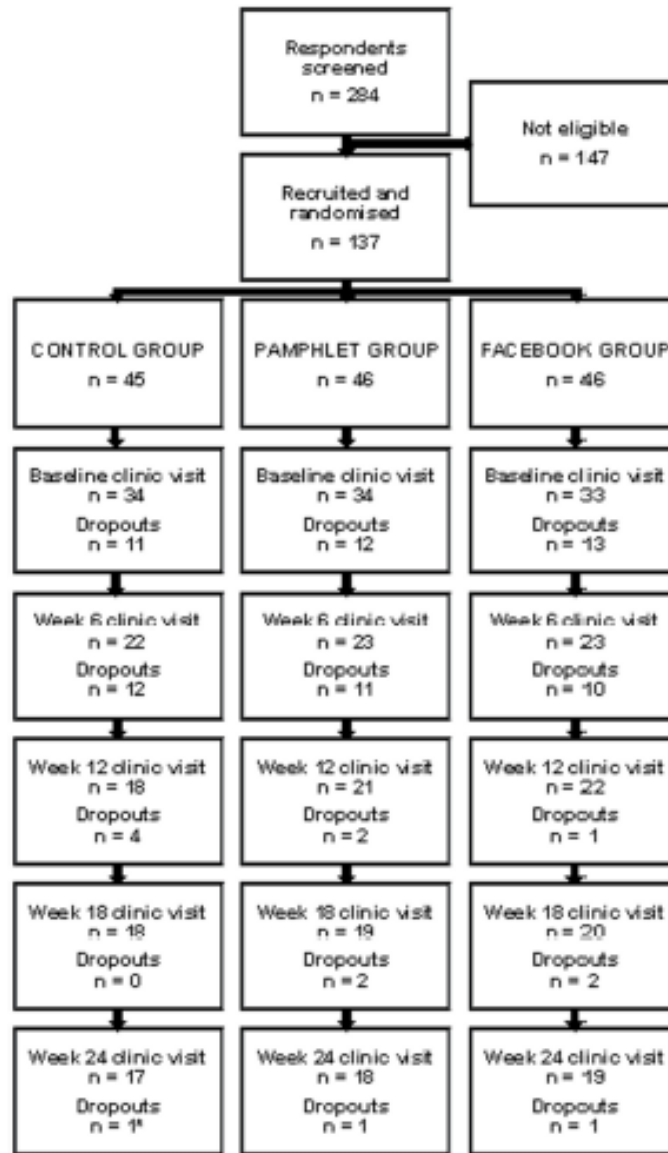 Respondents
screened
n = 284
Not eligible
n = 147
Recruited and
randomised
n = 137
CONTROL GROUP
n = 45
PAMPHLET GROUP
n = 46
FACEBOOK GROUP
n = 46
Baseline clinic visit
n = 34
Dropouts
n = 11
Baseline clinic visit
n = 34
Dropouts
n = 12
Baseline clinic visit
n = 33
Dropouts
n = 13
Week 6 clinic visit
n = 22
Dropouts
n = 12
Week 6 clinic visit
n = 23
Dropouts
n = 11
Week 6 clinic visit
n = 23
Dropouts
n = 10
Week 12 clinic visit
n = 18
Dropouts
n = 4
Week 12 clinic visit
n = 21
Dropouts
n = 2
Week 12 clinic visit
n = 22
Dropouts
n = 1
Week 18 clinic visit
n = 18
Dropouts
n = 0
Week 18 clinic visit
n = 19
Dropouts
n = 2
Week 18 clinic visit
n = 20
Dropouts
n = 2
Week 24 clinic visit
n = 17
Dropouts
n = 1*
Week 24 clinic visit
n = 18
Dropouts
n = 1
Week 24 clinic visit
n = 19
Dropouts
n = 1